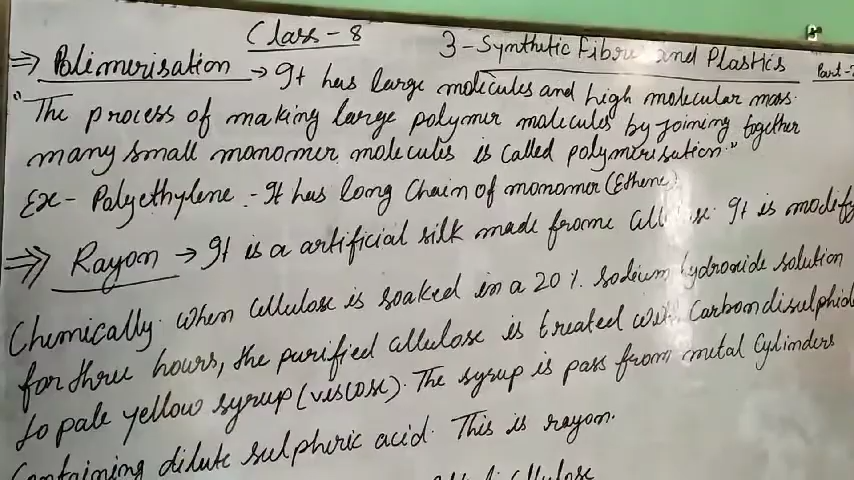 Class - 8
3 - Synthetic Fibre and Plastics
Part-
⇒ Polimerisation → It has large molecules and high molecular mass.
"The process of making large polymer molecules by joining together
many small monomer molecules is called polymerisation."
Ex - Polyethylene - It has long Chain of monomer (Ethene)
⇒ Rayon → It is a artificial silk made frome It is modify
Chemically. When Cellulose is soaked in a 20% sodium hydroxide solution
for three hours, the purified cellulose is treated with Carbondisulphid
to pale yellow syrup (viscose). The syrup is pass from metal Cylinders
Containing dilute sulphuric acid. This is rayon.
cellulose